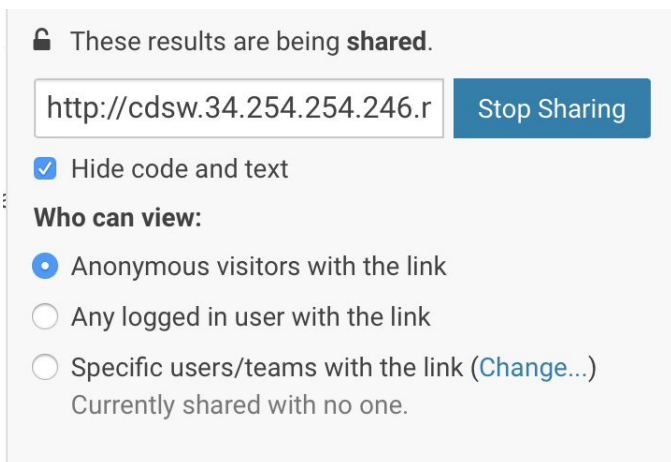 These results are being shared.
http://cdsw.34.254.254.246.r
Stop Sharing
Hide code and text
Who can view:
Anonymous visitors with the link
Any logged in user with the link
Specific users/teams with the link (Change...)
Currently shared with no one.